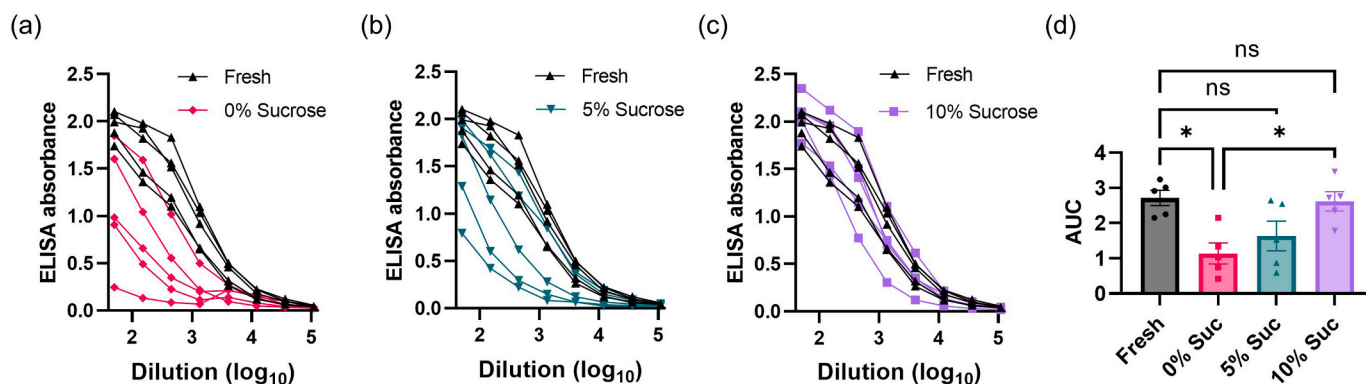 (a)
Fresh
0% Sucrose
ELISA absorbance
2.5
2.0
1.5
1.0
0.5
0.0
2 3 4 5
Dilution (log10)
(b)
Fresh
5% Sucrose
ELISA absorbance
2.5
2.0
1.5
1.0
0.5
0.0
2 3 4 5
Dilution (log10)
(c)
Fresh
10% Sucrose
ELISA absorbance
2.5
2.0
1.5
1.0
0.5
0.0
2 3 4 5
Dilution (log10)
(d)
ns
ns
* *
AUC
4
3
2
1
0
Fresh
0% Suc
5% Suc
10% Suc